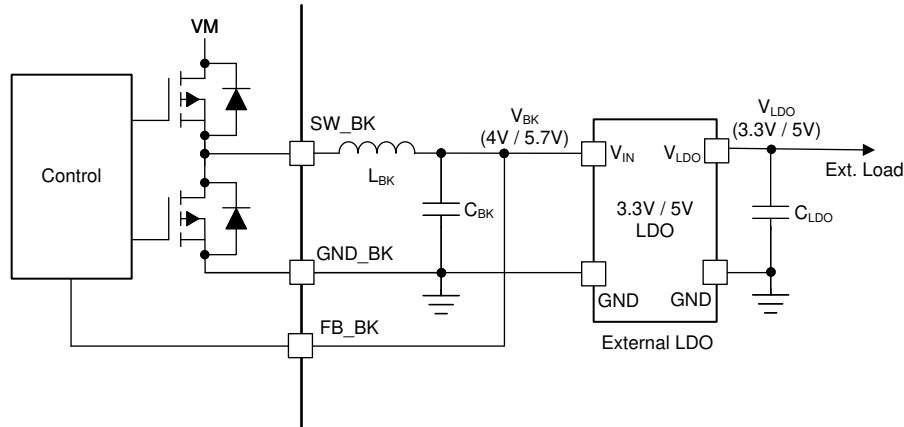 VM
SW_BK
V_BK
(4V / 5.7V)
V_LDO
(3.3V / 5V)
V_IN
V_LDO
Ext. Load
L_BK
Control
C_BK
3.3V / 5V
LDO
C_LDO
GND_BK
GND
GND
FB_BK
External LDO